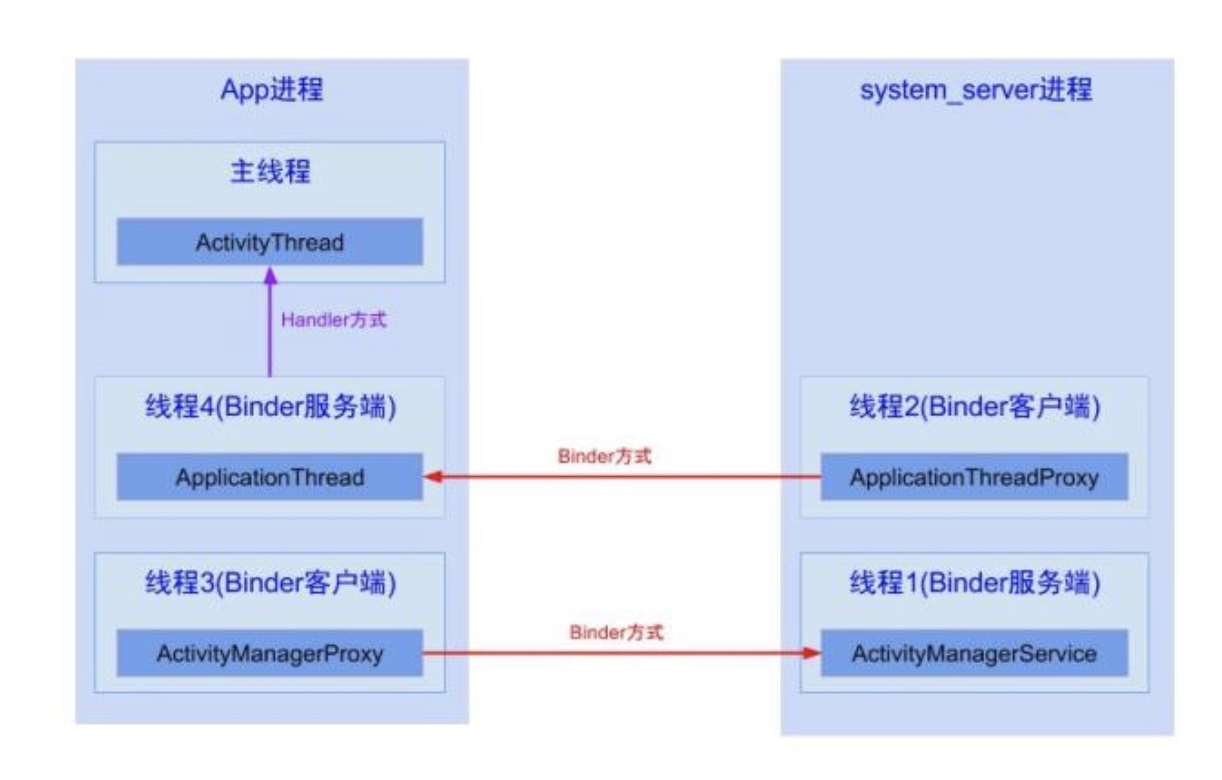 App进程
system_server进程
主线程
ActivityThread
Handler方式
线程4(Binder服务端)
线程2(Binder客户端)
Binder方式
ApplicationThread
ApplicationThreadProxy
线程3(Binder客户端)
线程1(Binder服务端)
Binder方式
ActivityManagerProxy
ActivityManagerService